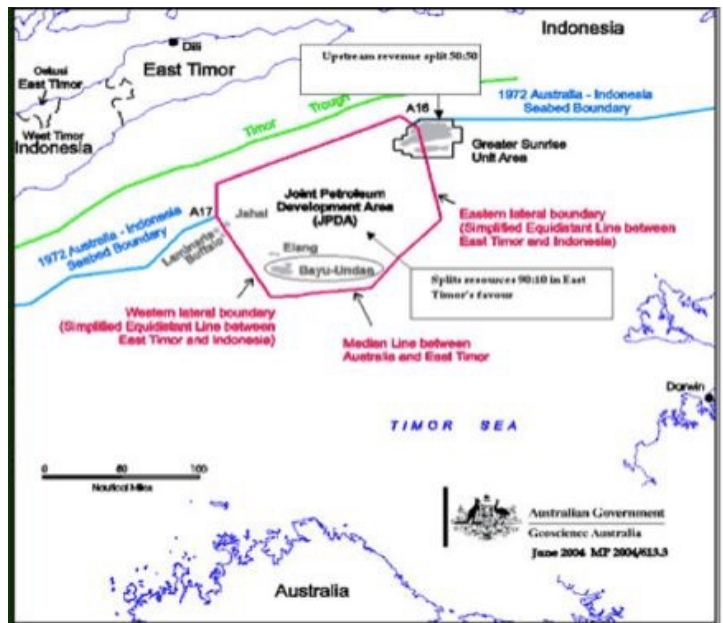 Indonesia
Dili
Upstream revenue split 50:50
East Timor
Oekusi
East Timor
West Timor
Indonesia
Timor
Trough
A16
1972 Australia - Indonesia
Seabed Boundary
Greater Sunrise
Unit Area
Joint Petroleum
Development Area
(JPDA)
A17
Jahal
1972 Australia - Indonesia
Seabed Boundary
Laminaria
Buffalo
Elang
Bayu-Undan
Eastern lateral boundary
(Simplified Equidistant Line between
East Timor and Indonesia)
Splits resources 90:10 in East
Timor's favour
Western lateral boundary
(Simplified Equidistant Line between
East Timor and Indonesia)
Median Line between
Australia and East Timor
Darwin
TIMOR SEA
0 50 100
Nautical Miles
Australian Government
Geoscience Australia
June 2004 MP 2004/613.3
Australia